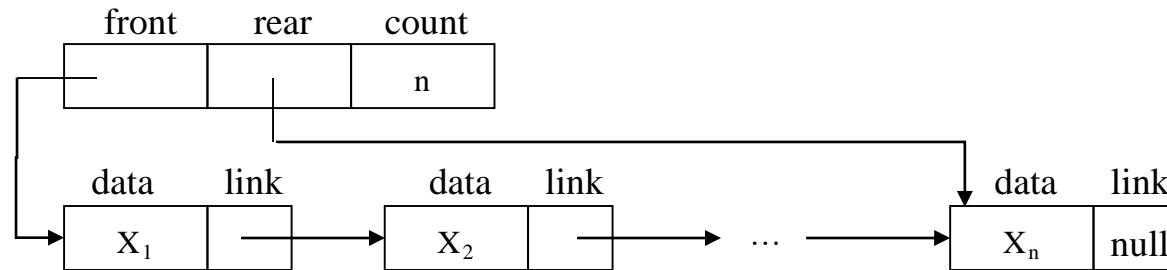 front rear count
n
data link data link data link
X₁ X₂ … Xₙ null